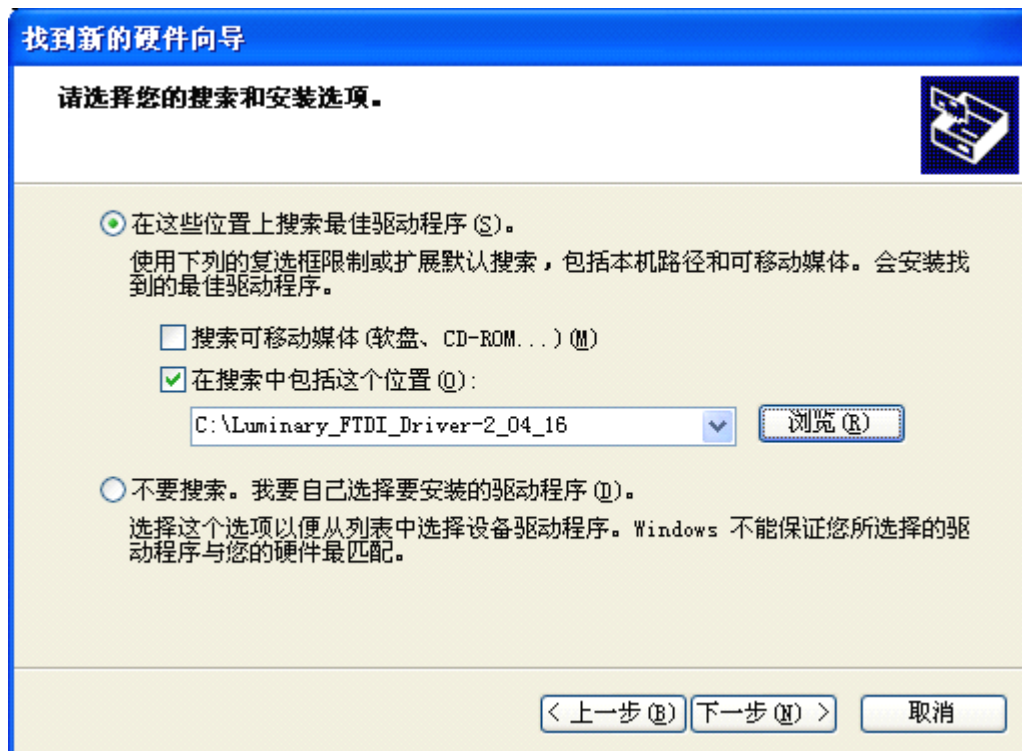 找到新的硬件向导
请选择您的搜索和安装选项。
在这些位置上搜索最佳驱动程序(S)。
使用下列的复选框限制或扩展默认搜索，包括本机路径和可移动媒体。会安装找
到的最佳驱动程序。
搜索可移动媒体(软盘、CD-ROM...)(M)
在搜索中包括这个位置(O):
C:\Luminary_FTDI_Driver-2_04_16
浏览(R)
不要搜索。我要自己选择要安装的驱动程序(D)。
选择这个选项以便从列表中选择设备驱动程序。Windows 不能保证您所选择的驱
动程序与您的硬件最匹配。
< 上一步(B) 下一步(N) > 取消